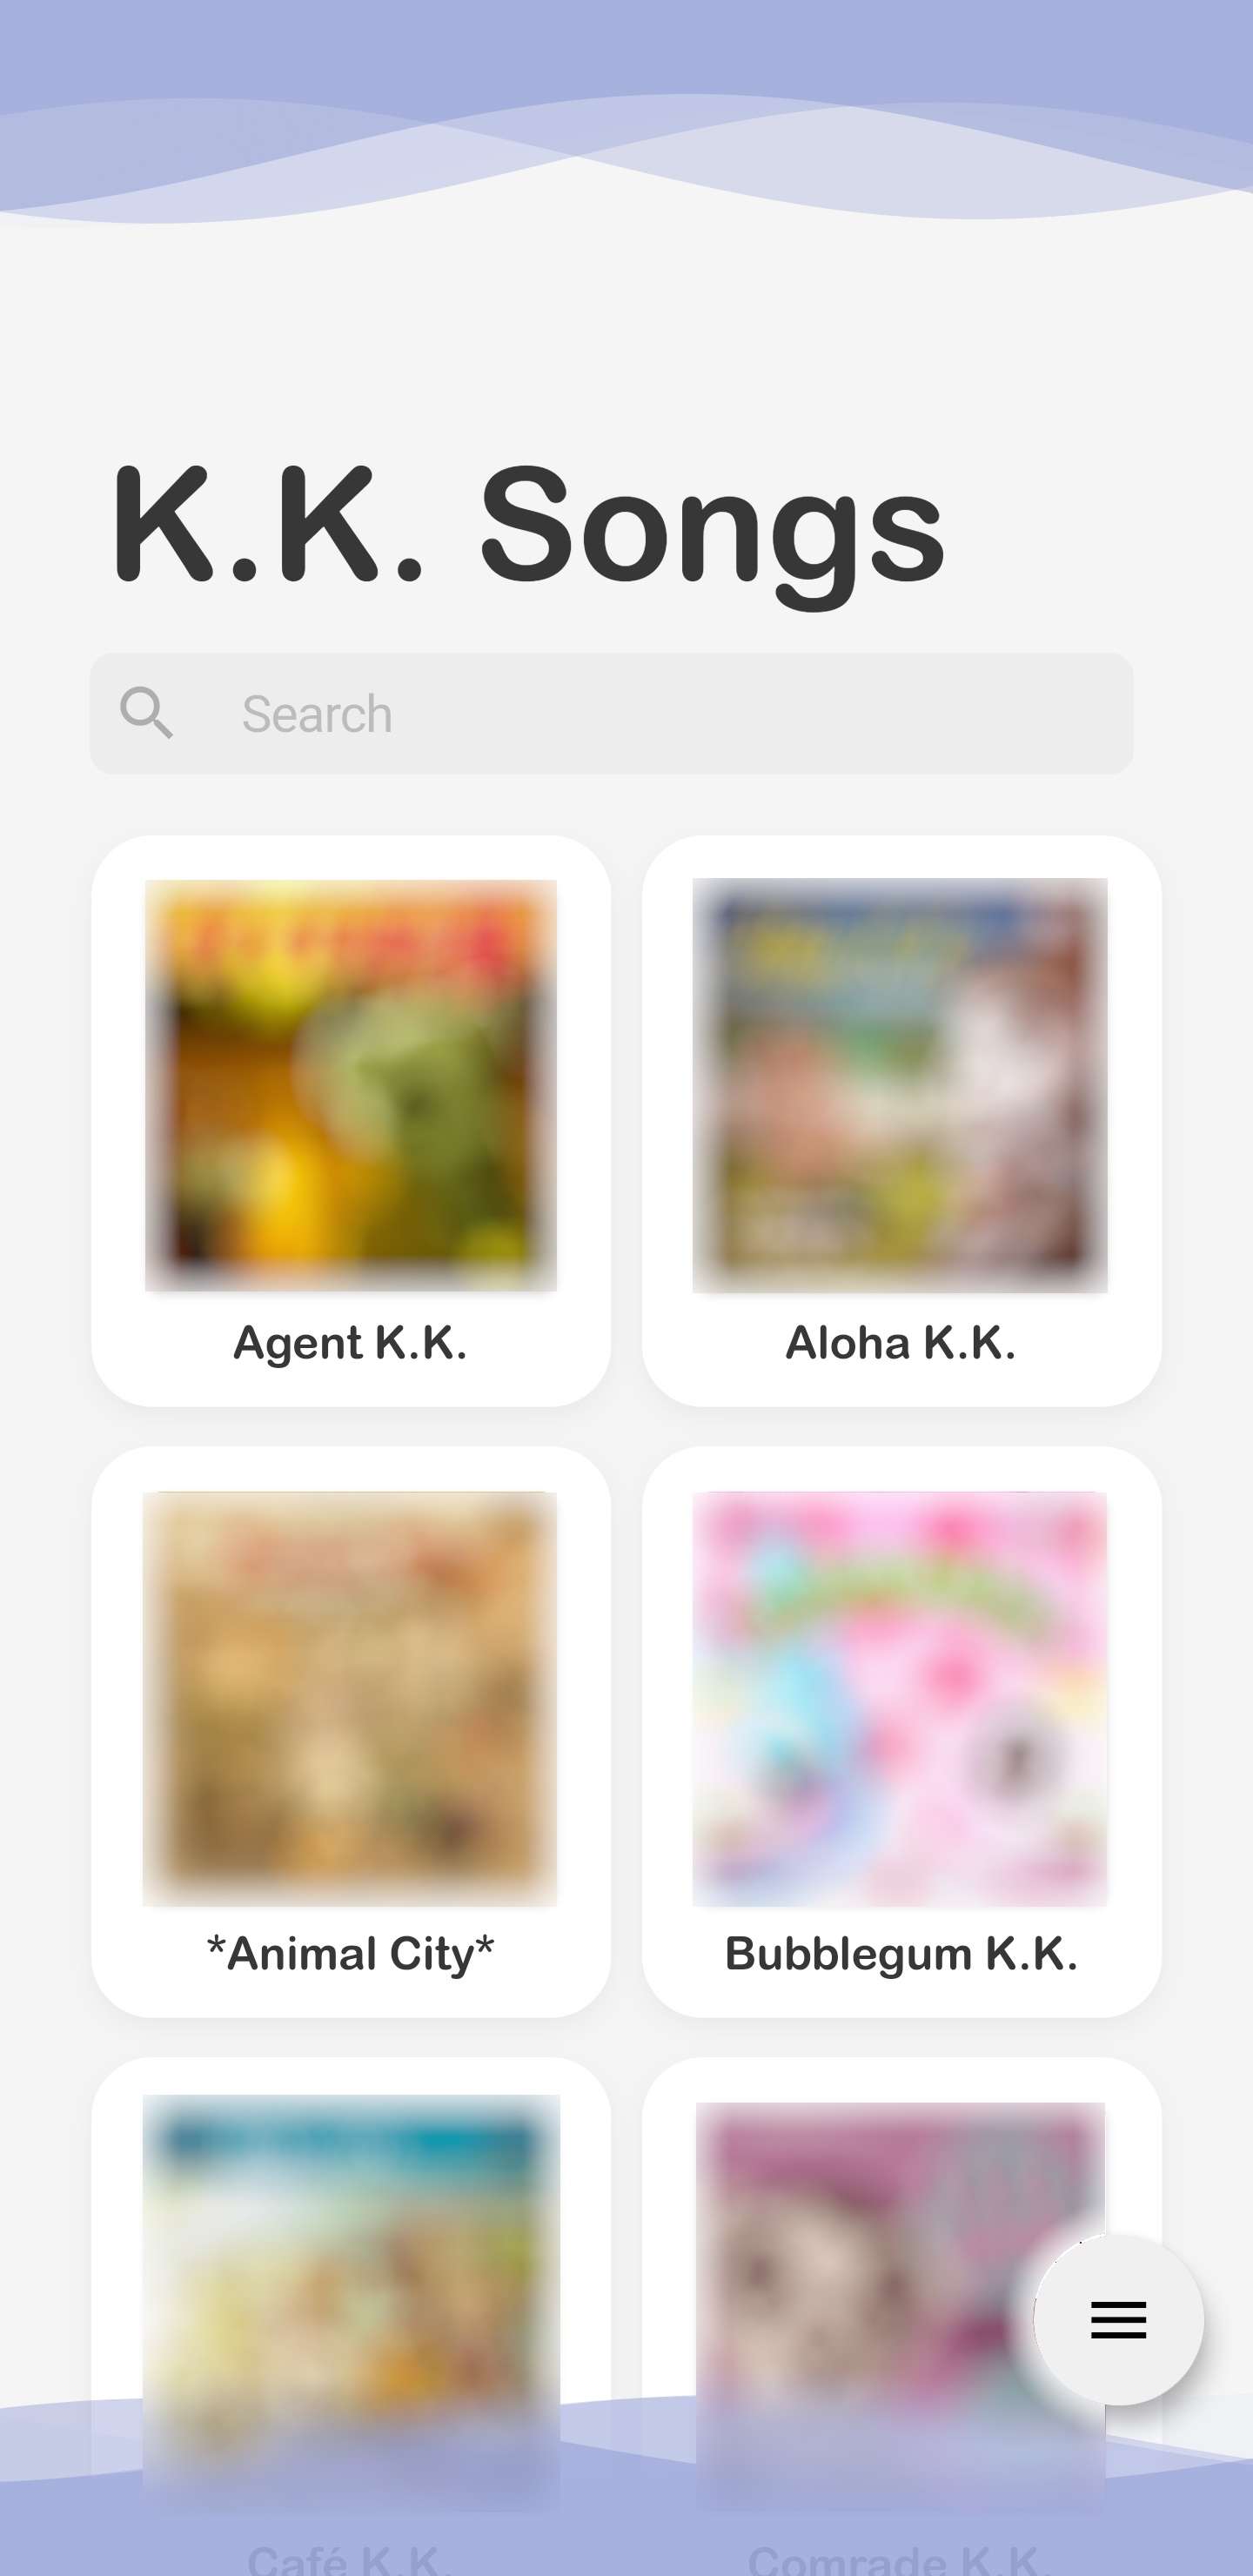 K.K. Songs
Search
Agent K.K.
Aloha K.K.
*Animal City*
Bubblegum K.K.
Café K.K.
Comrade K.K.